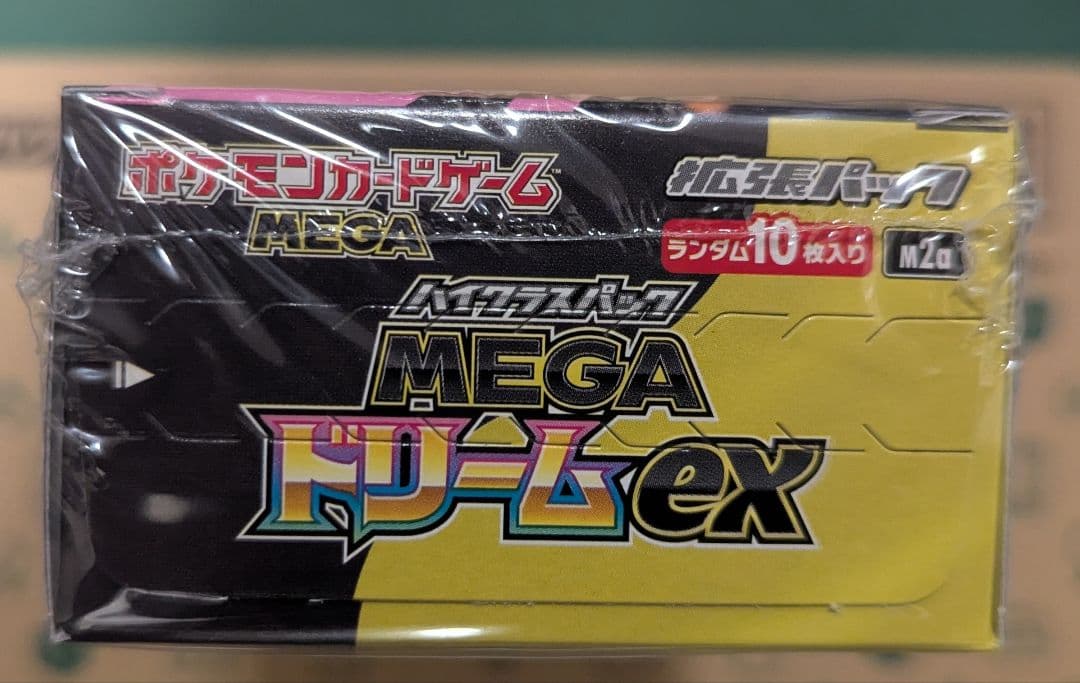 ポケモンカードゲーム™
MEGA
拡張パック
ランダム10枚入り
M2a
ハイクラスパック
MEGA
ドリームex